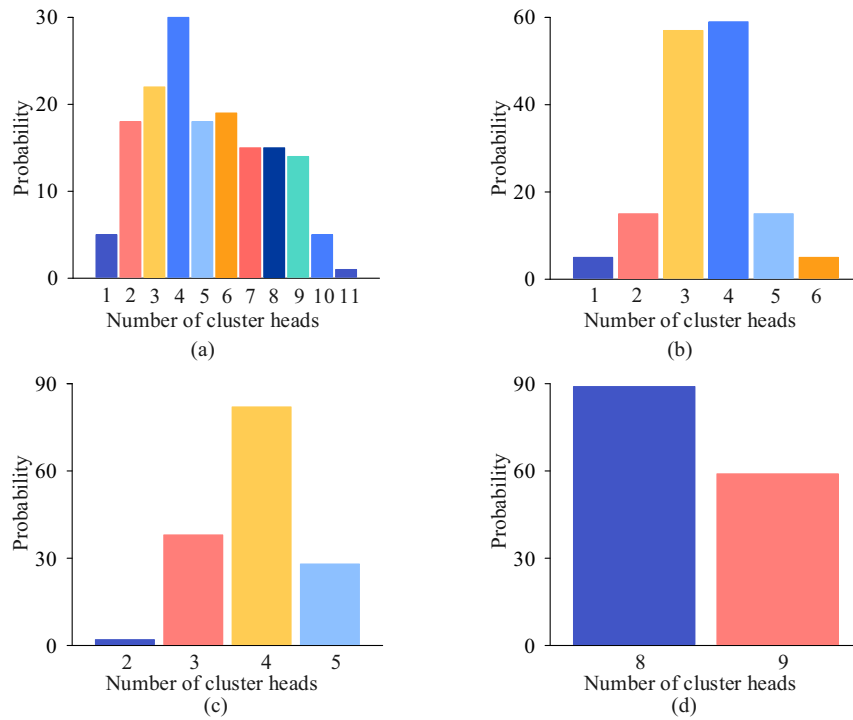 30
20
10
0
Probability
1 2 3 4 5 6 7 8 9 10 11
Number of cluster heads
(a)
60
40
20
0
Probability
1 2 3 4 5 6
Number of cluster heads
(b)
90
60
30
0
Probability
2 3 4 5
Number of cluster heads
(c)
90
60
30
0
Probability
8 9
Number of cluster heads
(d)